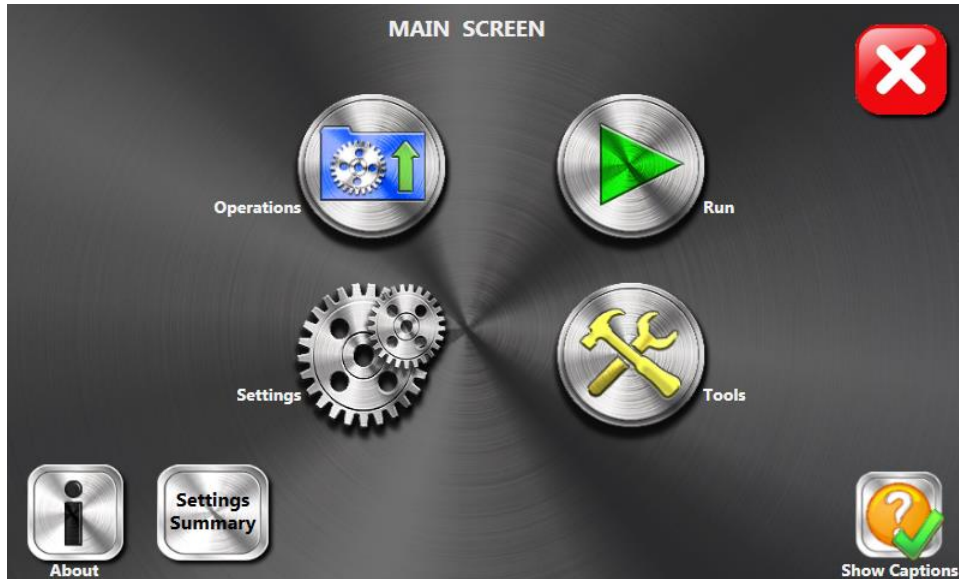 MAIN SCREEN
Operations
Run
Settings
Tools
Settings
Summary
About
Show Captions